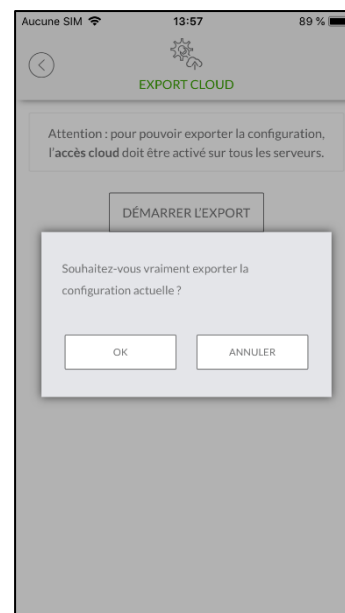 Aucune SIM 13:57 89 %
EXPORT CLOUD
Attention : pour pouvoir exporter la configuration,
l'accès cloud doit être activé sur tous les serveurs.
DÉMARRER L'EXPORT
Souhaitez-vous vraiment exporter la
configuration actuelle ?
OK ANNULER